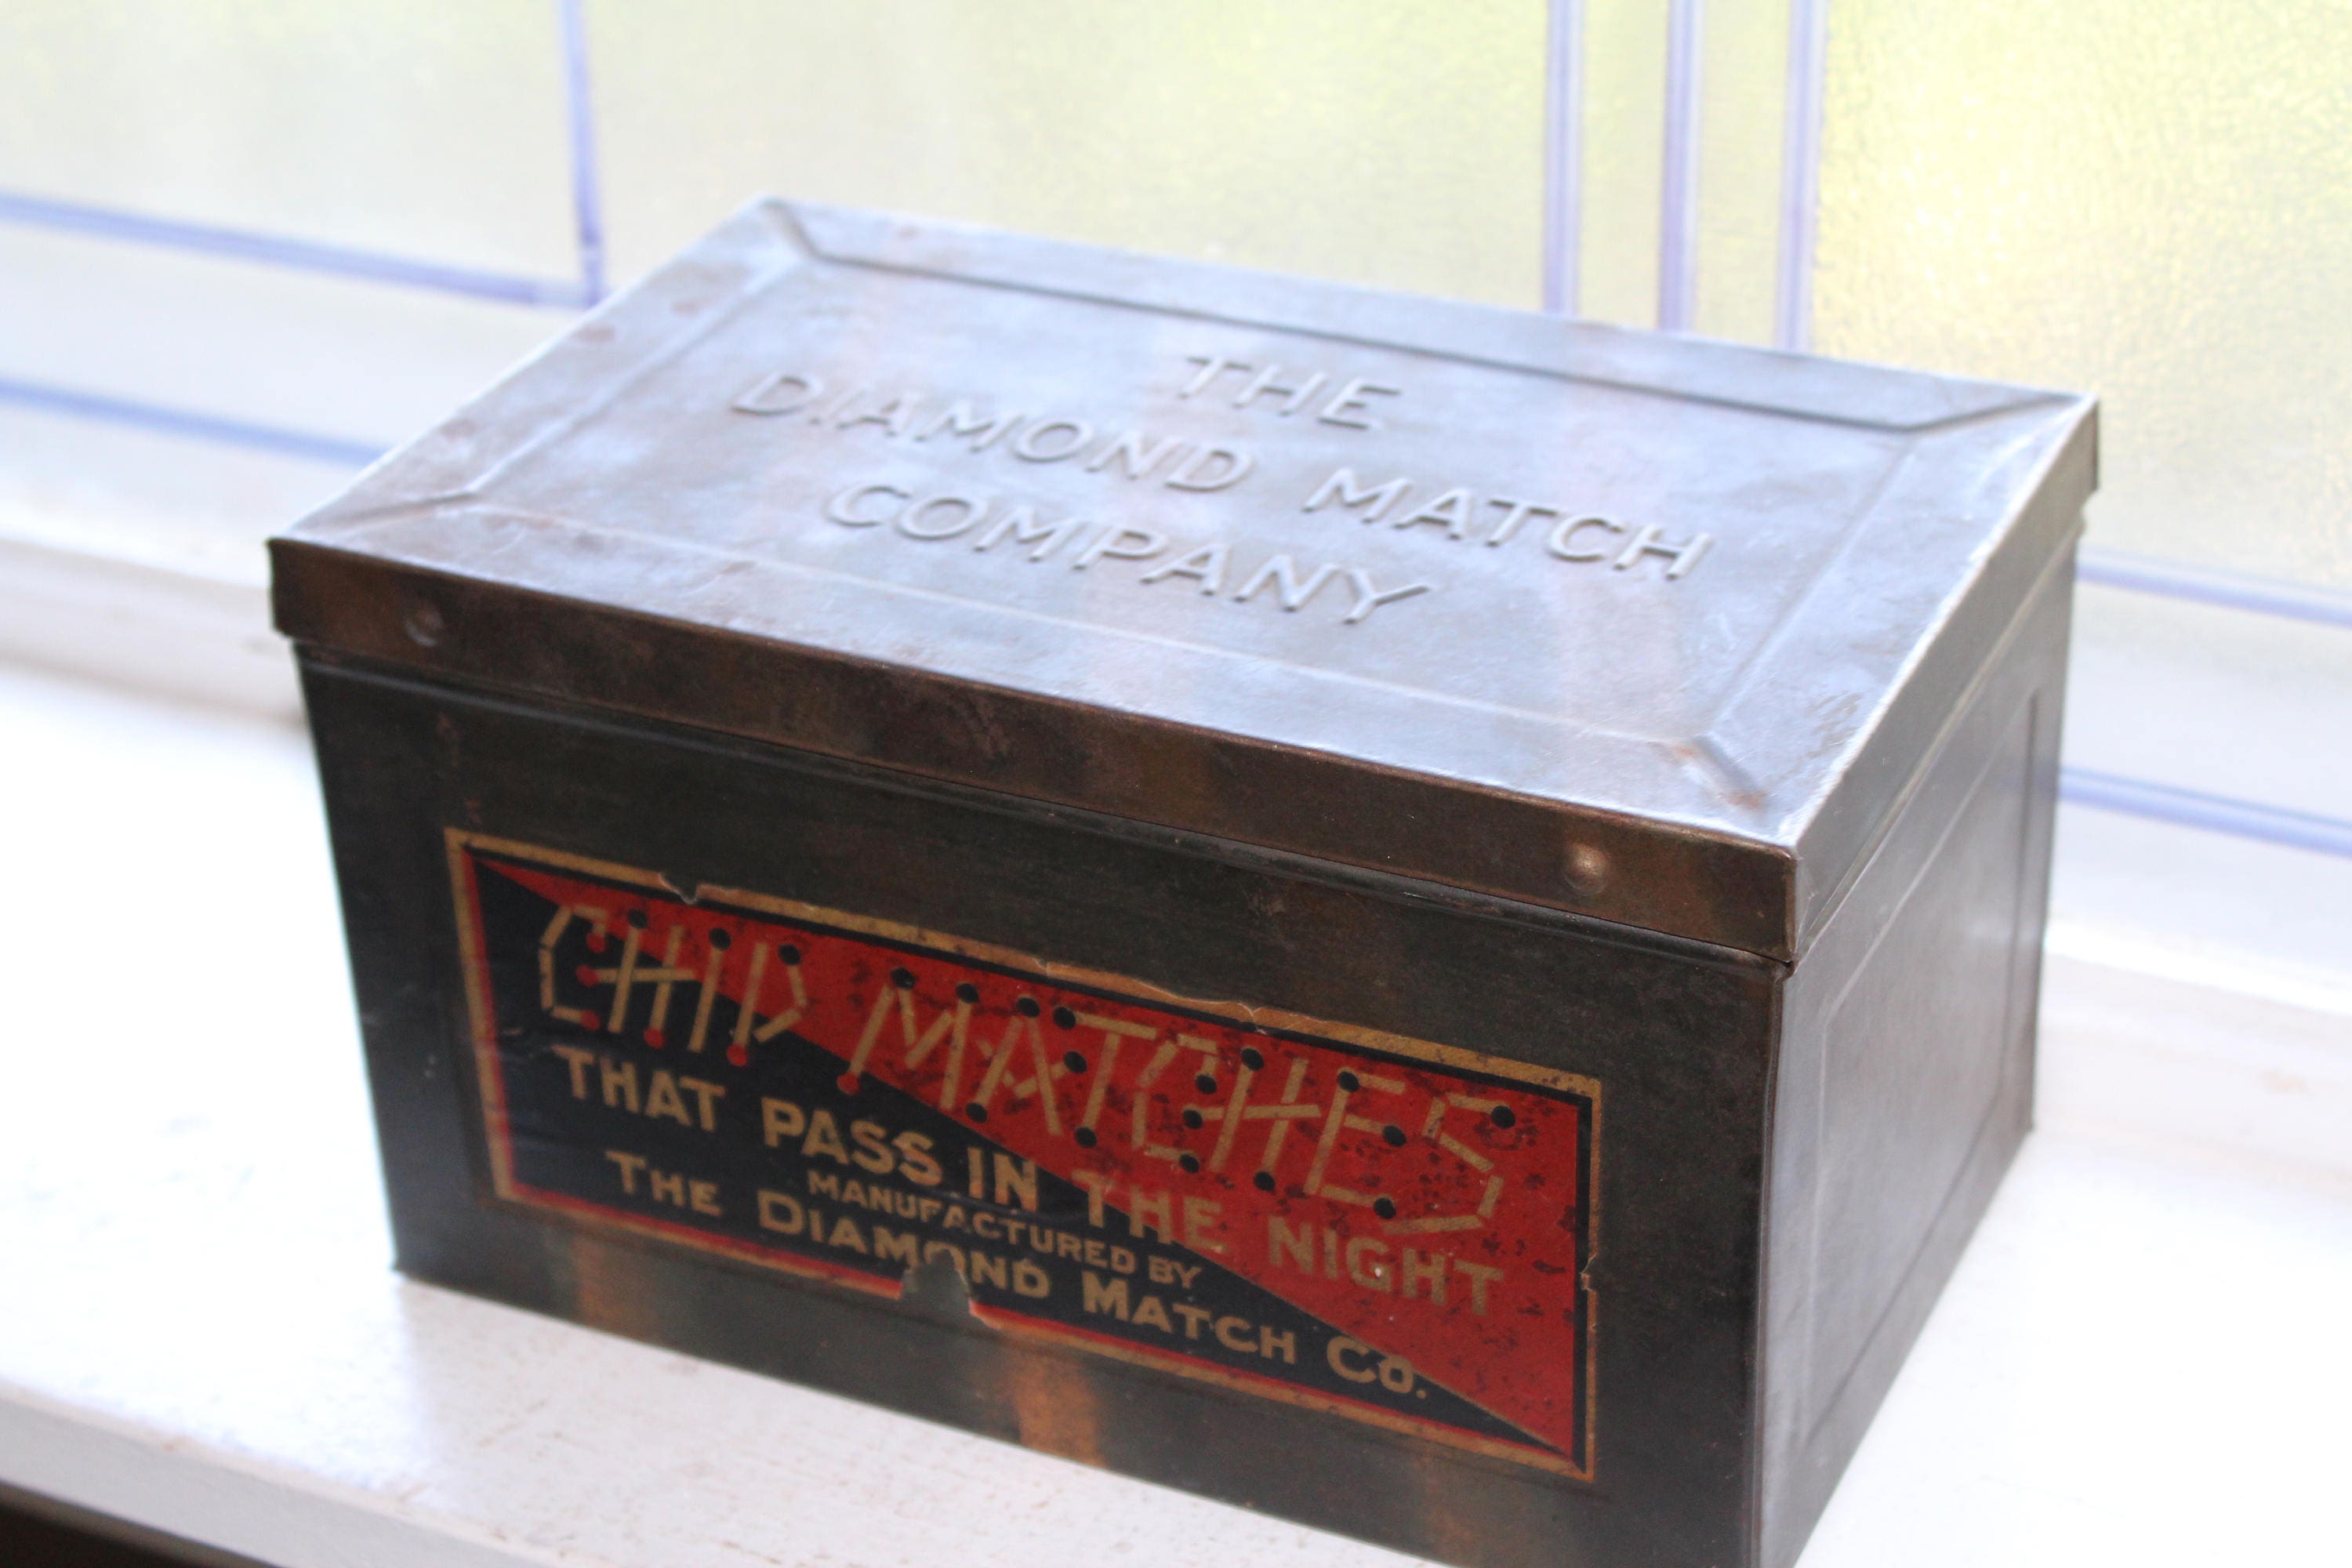 THE
DIAMOND MATCH
COMPANY
CHIP MATCHES
THAT PASS IN THE NIGHT
MANUFACTURED BY
THE DIAMOND MATCH CO.